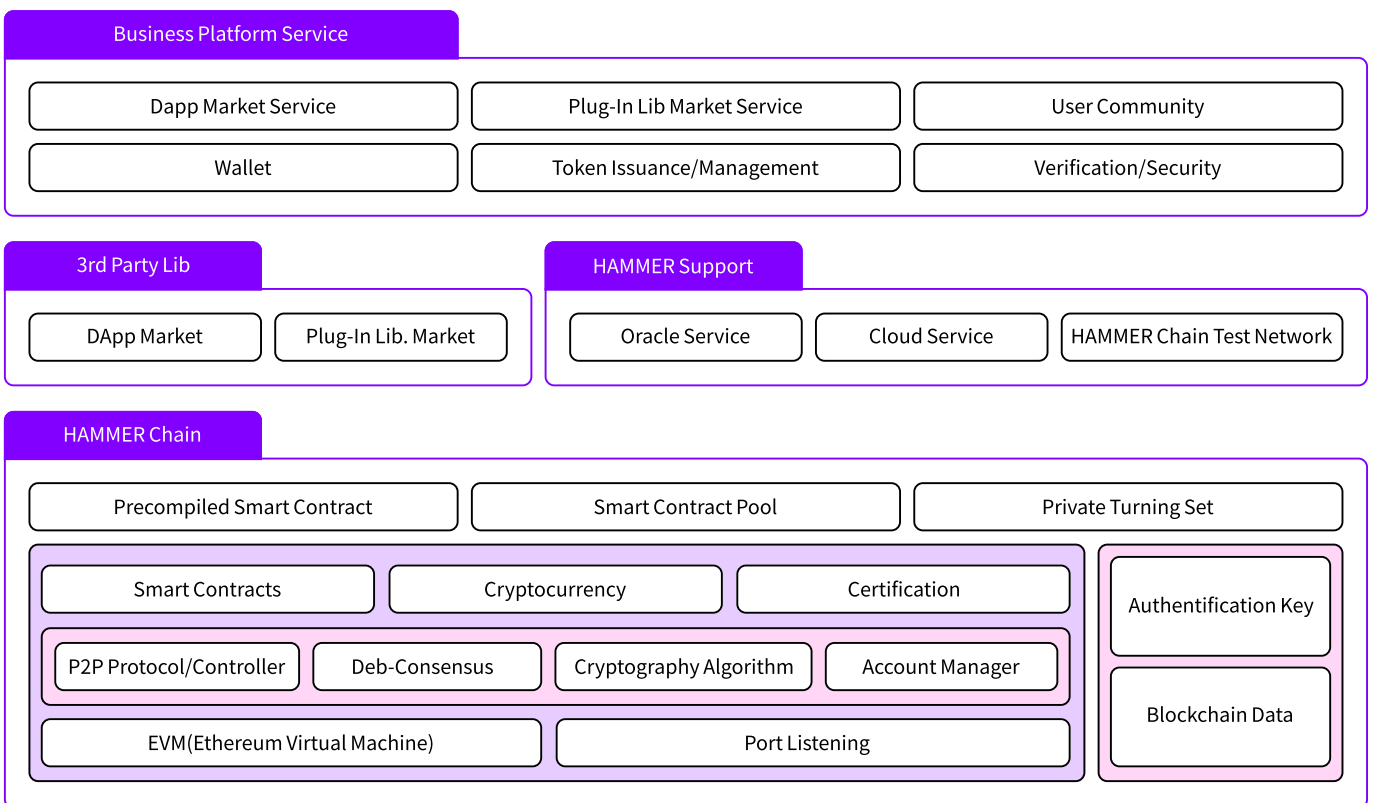 Business Platform Service
Dapp Market Service
Plug-In Lib Market Service
User Community
Wallet
Token Issuance/Management
Verification/Security
3rd Party Lib
DApp Market
Plug-In Lib. Market
HAMMER Support
Oracle Service
Cloud Service
HAMMER Chain Test Network
HAMMER Chain
Precompiled Smart Contract
Smart Contract Pool
Private Turning Set
Smart Contracts
Cryptocurrency
Certification
P2P Protocol/Controller
Deb-Consensus
Cryptography Algorithm
Account Manager
EVM(Ethereum Virtual Machine)
Port Listening
Authentification Key
Blockchain Data